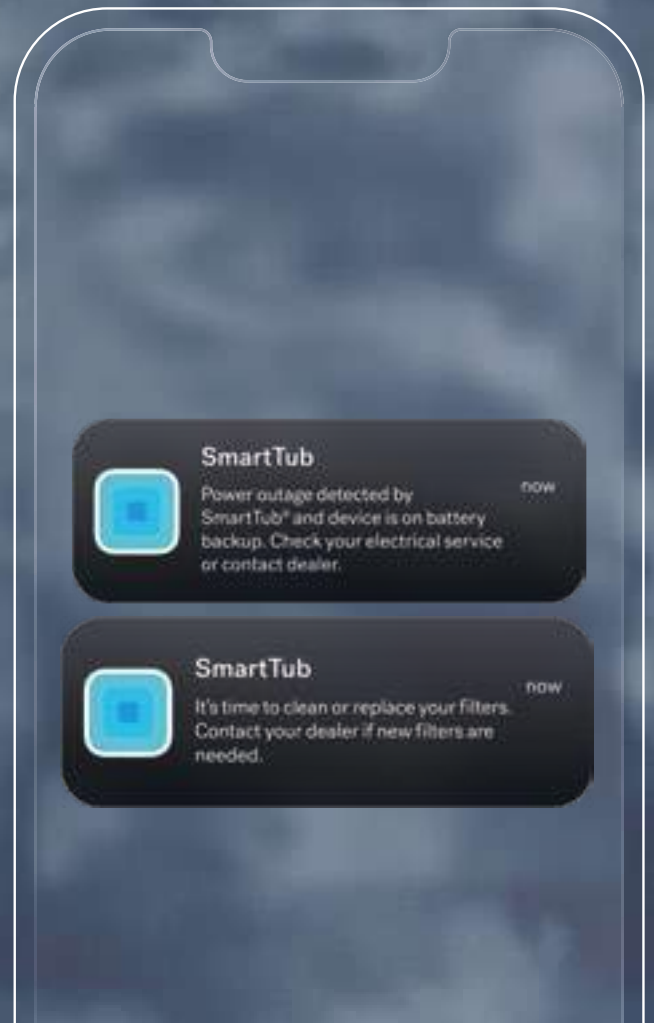 SmartTub
now
Power outage detected by
SmartTub® and device is on battery
backup. Check your electrical service
or contact dealer.
SmartTub
now
It's time to clean or replace your filters.
Contact your dealer if new filters are
needed.